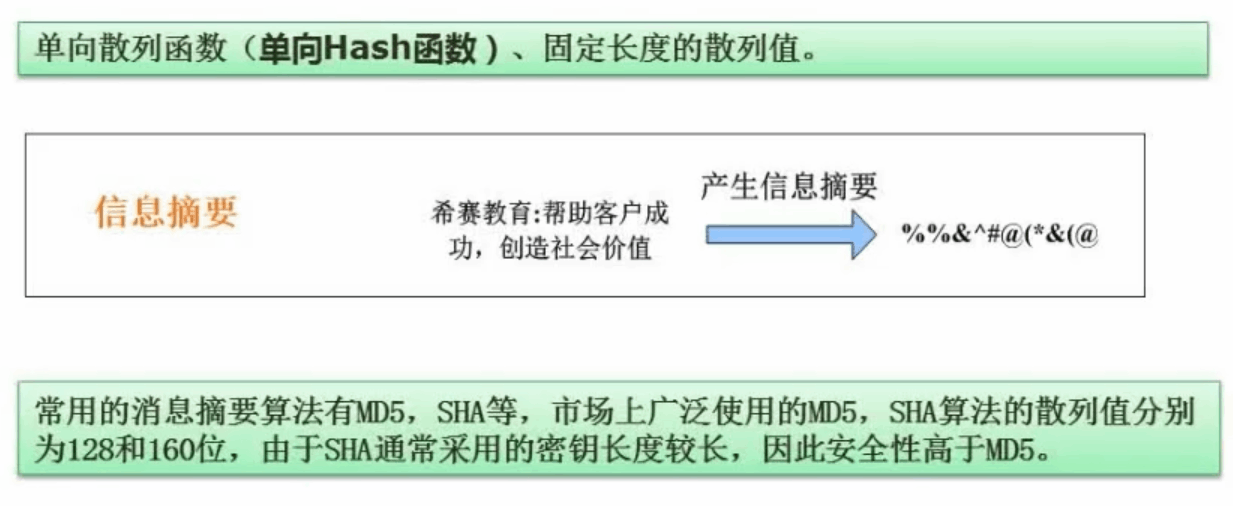 单向散列函数（单向Hash函数）、固定长度的散列值。
信息摘要
希赛教育:帮助客户成
功，创造社会价值
产生信息摘要
%%&^#@(*&(@
常用的消息摘要算法有MD5，SHA等，市场上广泛使用的MD5，SHA算法的散列值分别
为128和160位，由于SHA通常采用的密钥长度较长，因此安全性高于MD5。